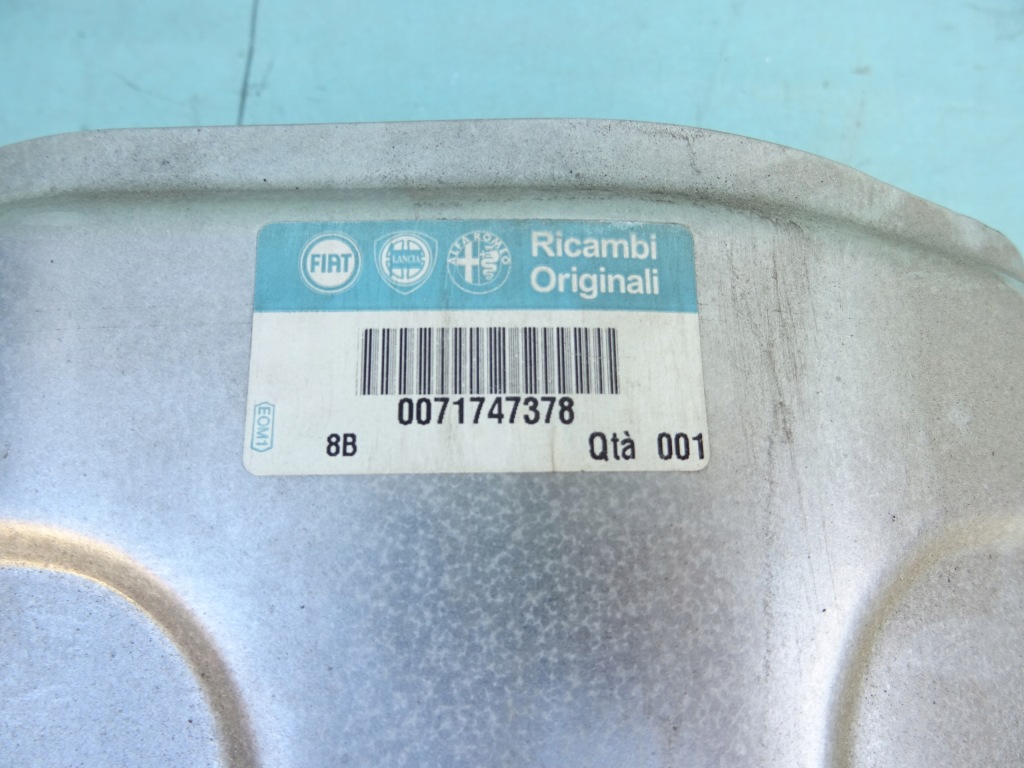 FIAT
LANCIA
ALFA ROMEO
Ricambi
Originali
0071747378
EOM1
8B
Qtà 001